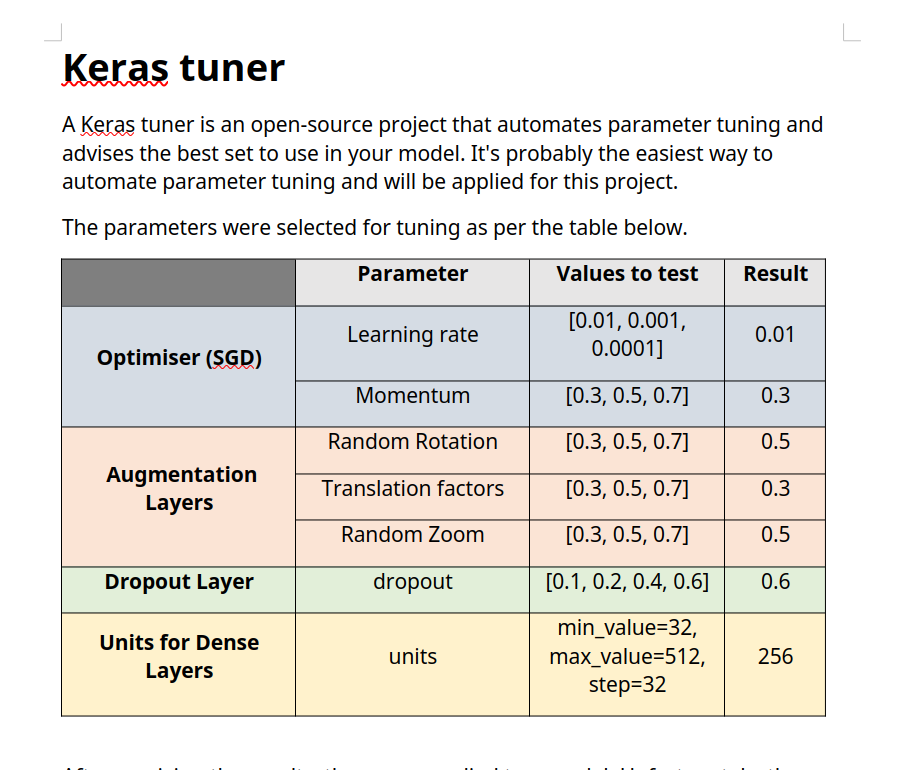 Keras tuner
A Keras tuner is an open-source project that automates parameter tuning and
advises the best set to use in your model. It's probably the easiest way to
automate parameter tuning and will be applied for this project.
The parameters were selected for tuning as per the table below.
Parameter Values to test Result
Optimiser (SGD)
Learning rate
[0.01, 0.001,
0.0001]
0.01
Momentum [0.3, 0.5, 0.7] 0.3
Augmentation
Layers
Random Rotation [0.3, 0.5, 0.7] 0.5
Translation factors [0.3, 0.5, 0.7] 0.3
Random Zoom [0.3, 0.5, 0.7] 0.5
Dropout Layer dropout [0.1, 0.2, 0.4, 0.6] 0.6
Units for Dense
Layers
units
min_value=32,
max_value=512,
step=32
256